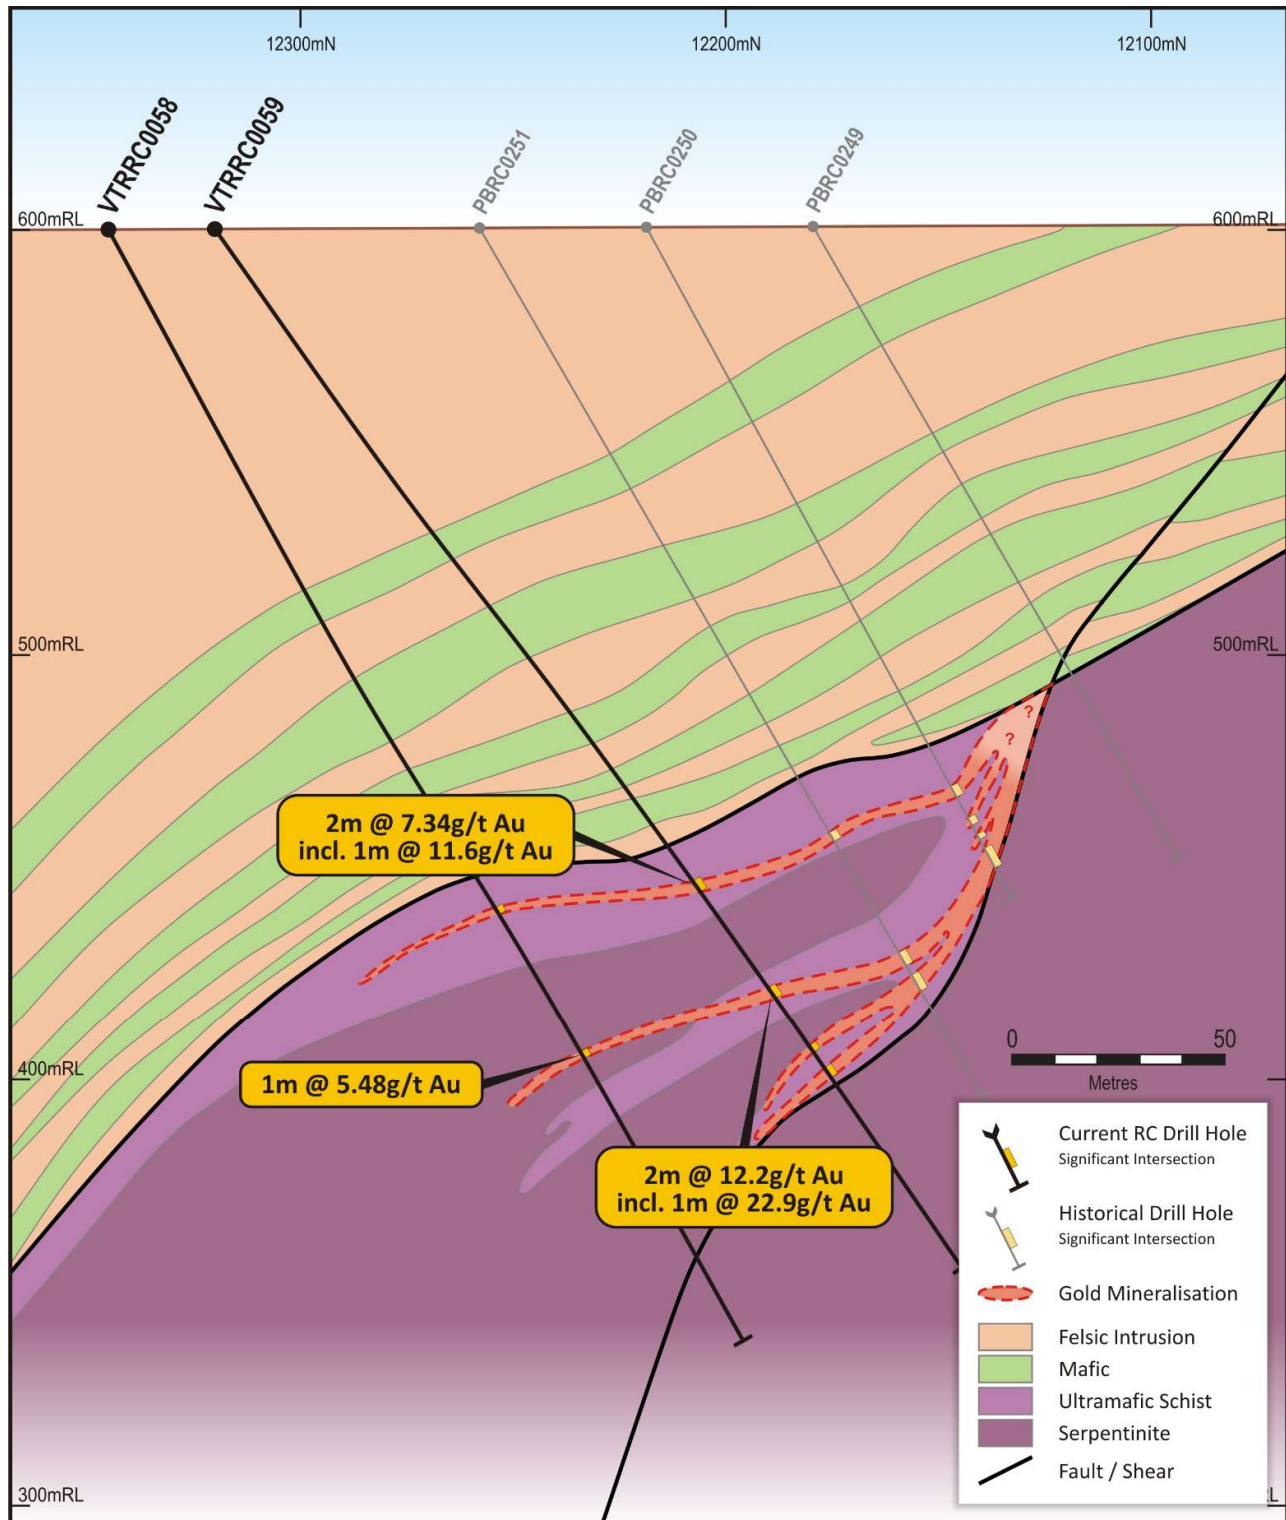 12300mN
12200mN
12100mN
VTRRC0058
VTRRC0059
PBRC0251
PBRC0250
PBRC0249
600mRL
600mRL
500mRL
500mRL
?
?
2m @ 7.34g/t Au
incl. 1m @ 11.6g/t Au
400mRL
1m @ 5.48g/t Au
0
50
Metres
2m @ 12.2g/t Au
incl. 1m @ 22.9g/t Au
Current RC Drill Hole
Significant Intersection
Historical Drill Hole
Significant Intersection
Gold Mineralisation
Felsic Intrusion
Mafic
Ultramafic Schist
Serpentinite
Fault / Shear
300mRL